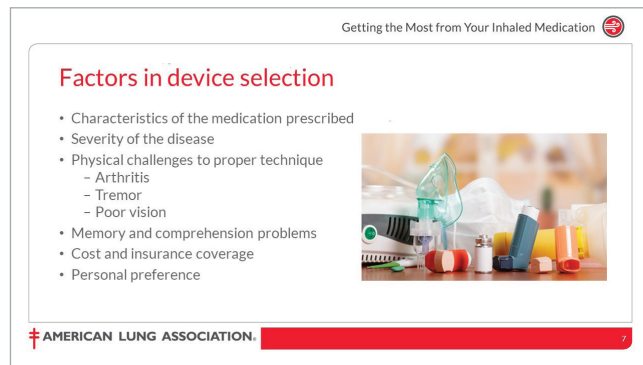 Getting the Most from Your Inhaled Medication
Factors in device selection
• Characteristics of the medication prescribed
• Severity of the disease
• Physical challenges to proper technique
– Arthritis
– Tremor
– Poor vision
• Memory and comprehension problems
• Cost and insurance coverage
• Personal preference
AMERICAN LUNG ASSOCIATION®
7